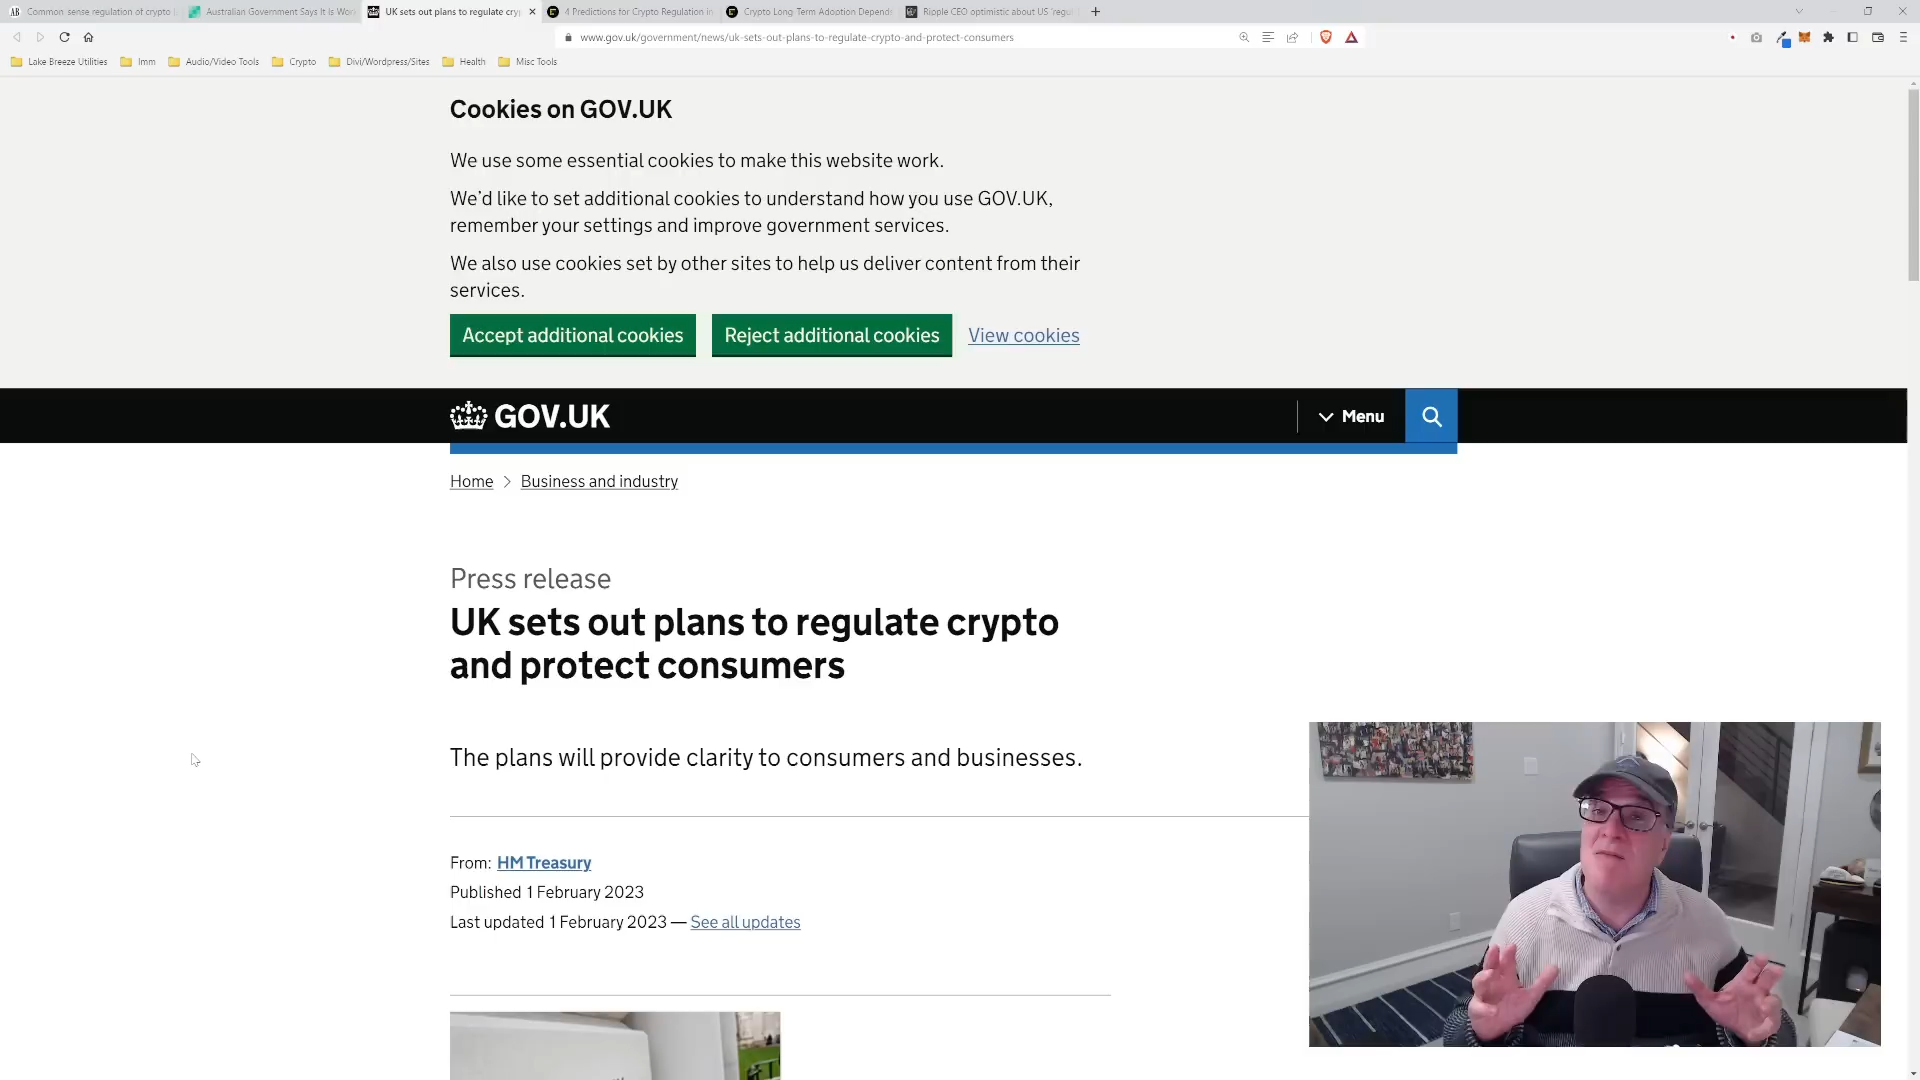 Common-sense regulation of crypto i
Australian Government Says It is Wor
UK sets out plans to regulate cry
4 Predictions for Crypto Regulation in
Crypto Long-Term Adoption Depend
Ripple CEO optimistic about US 'regul
www.gov.uk/government/news/uk-sets-out-plans-to-regulate-crypto-and-protect-consumers
Lake Breeze Utilities
Imm
Audio/Video Tools
Crypto
Divi/Wordpress/Sites
Health
Misc Tools
Cookies on GOV.UK
We use some essential cookies to make this website work.
We'd like to set additional cookies to understand how you use GOV.UK,
remember your settings and improve government services.
We also use cookies set by other sites to help us deliver content from their
services.
Accept additional cookies
Reject additional cookies
View cookies
GOV.UK
Menu
Home > Business and industry
Press release
UK sets out plans to regulate crypto
and protect consumers
The plans will provide clarity to consumers and businesses.
From: HM Treasury
Published 1 February 2023
Last updated 1 February 2023 — See all updates